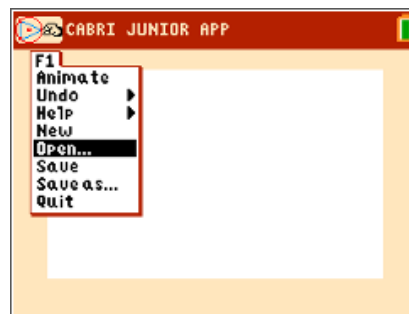 CABRI JUNIOR APP
F1
Animate
Undo
Help
New
Open...
Save
Save as...
Quit